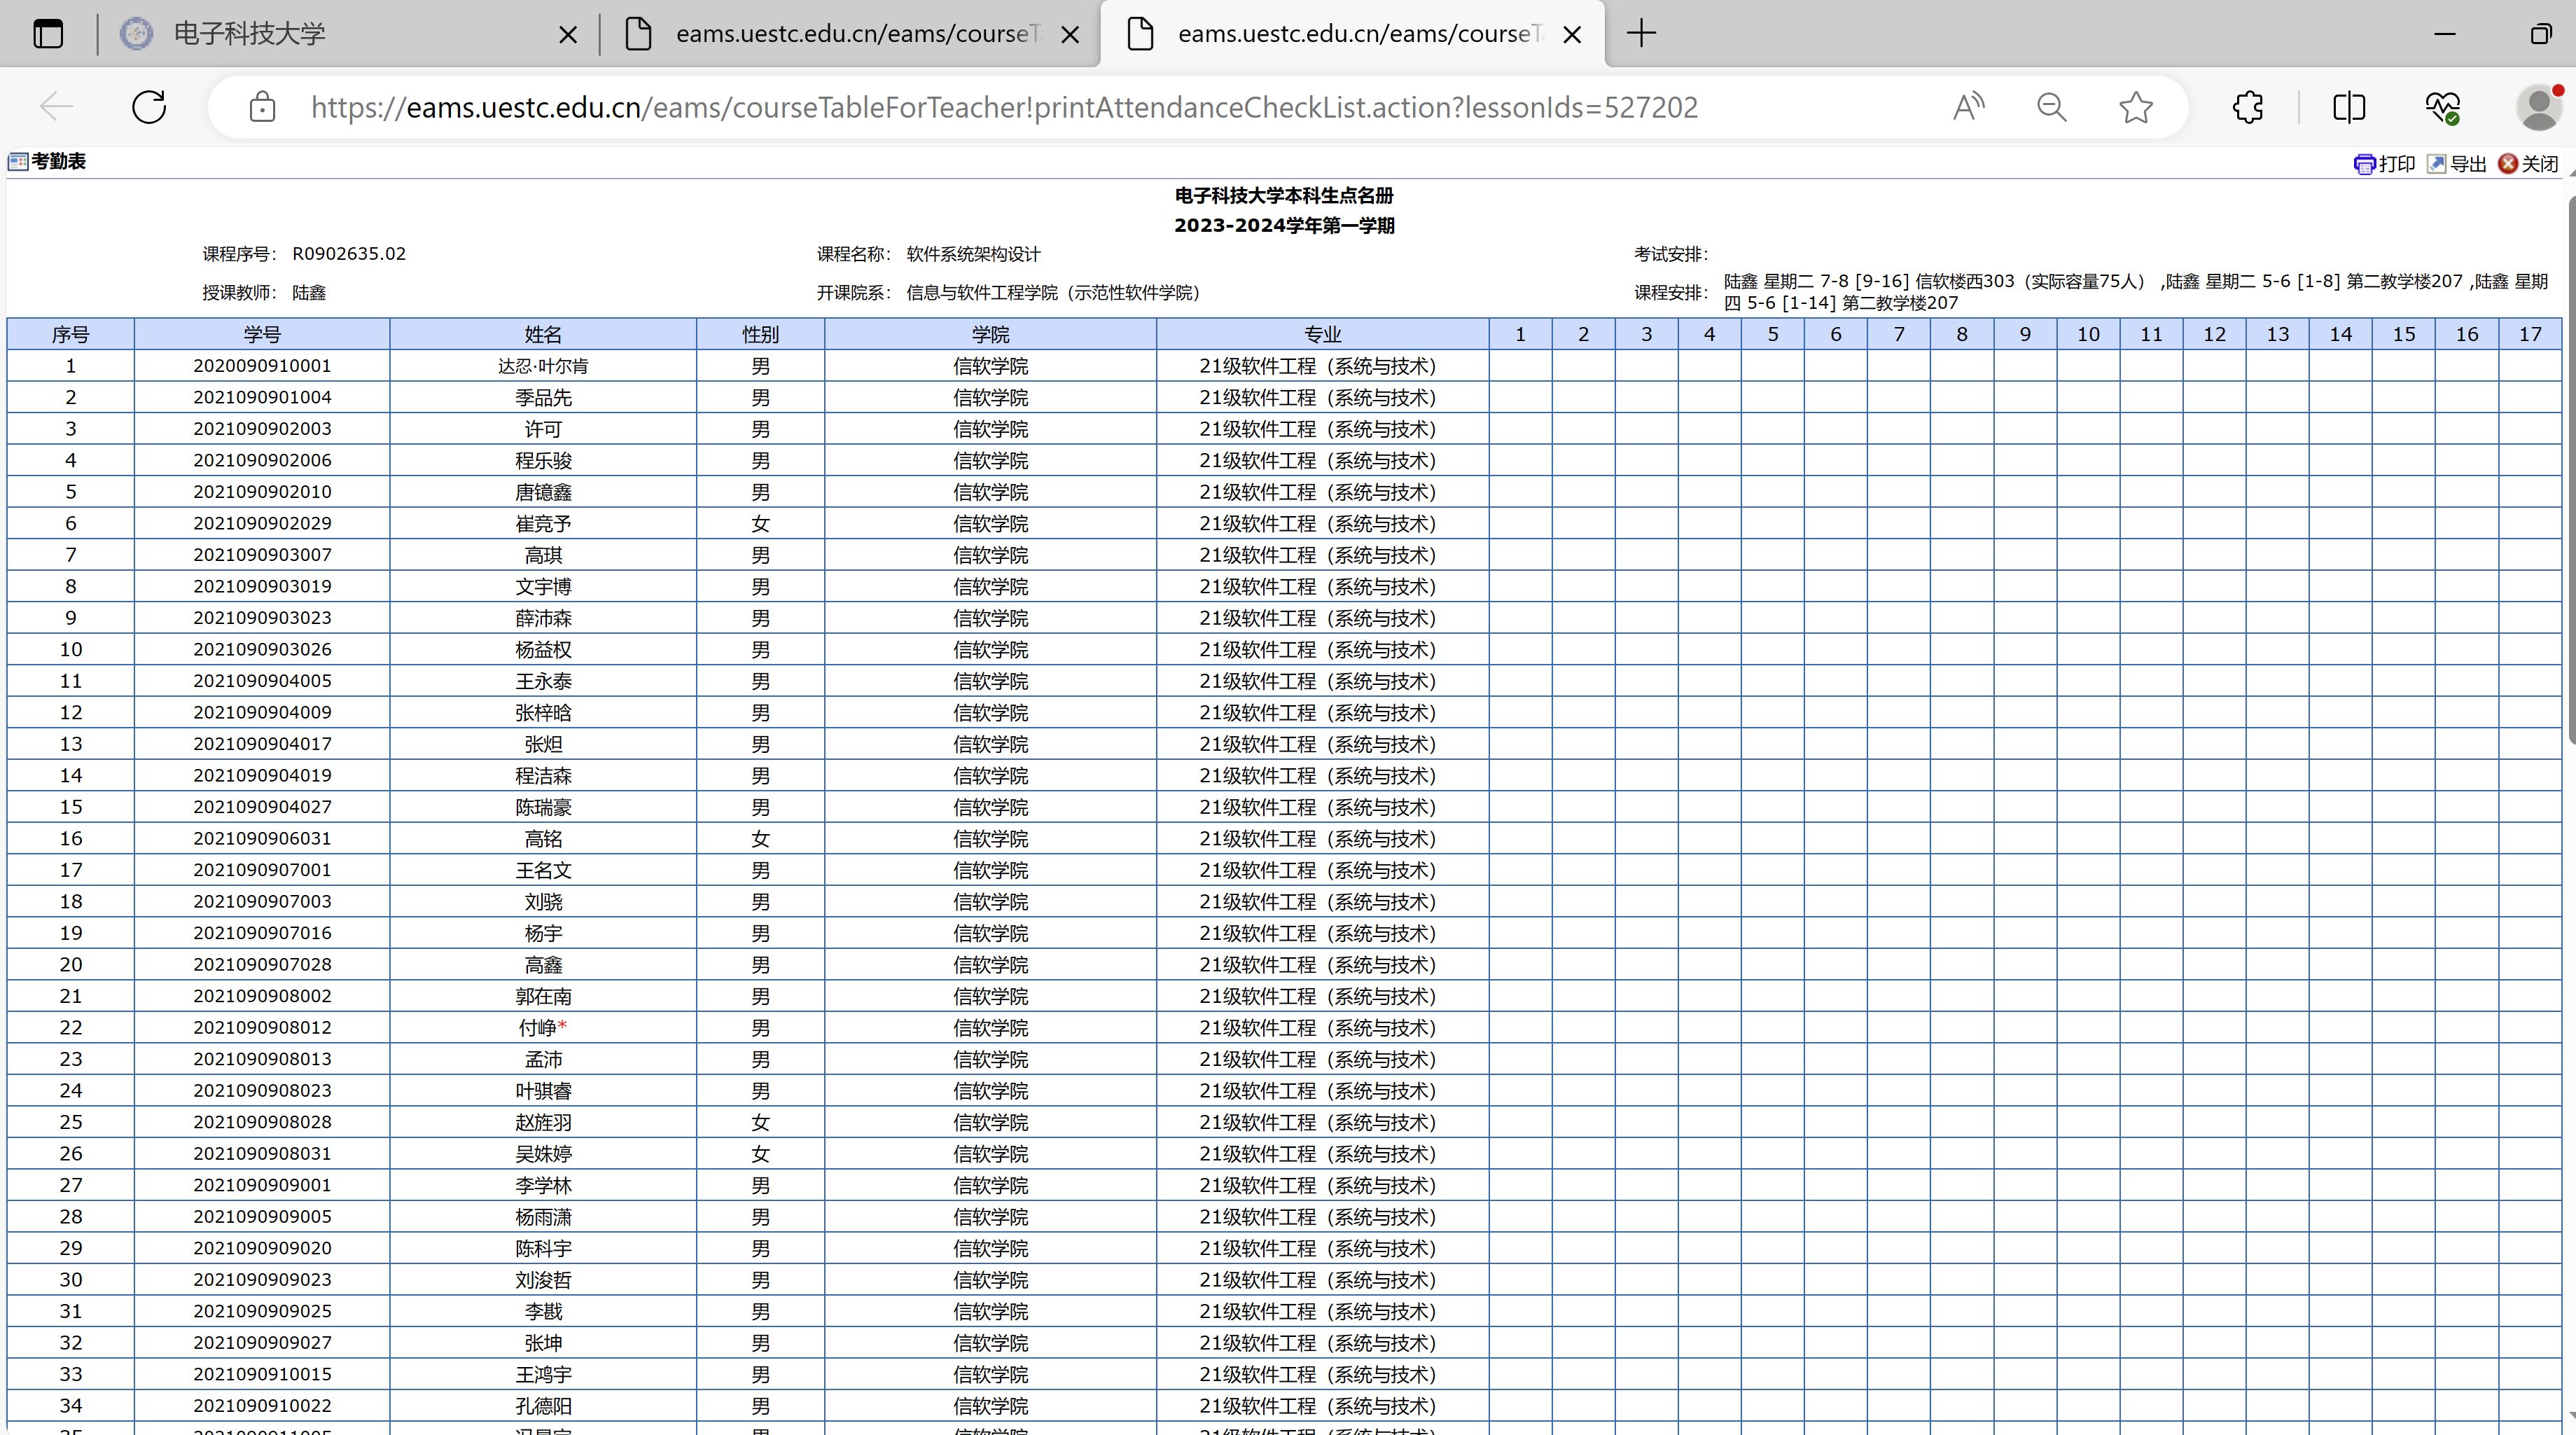 电子科技大学
eams.uestc.edu.cn/eams/courseT
eams.uestc.edu.cn/eams/courseT
https://eams.uestc.edu.cn/eams/courseTableForTeacher!printAttendanceCheckList.action?lessonIds=527202
考勤表 打印 导出 关闭
电子科技大学本科生点名册
2023-2024学年第一学期
课程序号： R0902635.02 课程名称： 软件系统架构设计 考试安排：
授课教师： 陆鑫 开课院系： 信息与软件工程学院（示范性软件学院） 课程安排： 陆鑫 星期二 7-8 [9-16] 信软楼西303（实际容量75人） ,陆鑫 星期二 5-6 [1-8] 第二教学楼207 ,陆鑫 星期
四 5-6 [1-14] 第二教学楼207
序号 学号 姓名 性别 学院 专业 1 2 3 4 5 6 7 8 9 10 11 12 13 14 15 16 17
1 2020090910001 达忍·叶尔肯 男 信软学院 21级软件工程（系统与技术）
2 2021090901004 季品先 男 信软学院 21级软件工程（系统与技术）
3 2021090902003 许可 男 信软学院 21级软件工程（系统与技术）
4 2021090902006 程乐骏 男 信软学院 21级软件工程（系统与技术）
5 2021090902010 唐镱鑫 男 信软学院 21级软件工程（系统与技术）
6 2021090902029 崔竞予 女 信软学院 21级软件工程（系统与技术）
7 2021090903007 高琪 男 信软学院 21级软件工程（系统与技术）
8 2021090903019 文宇博 男 信软学院 21级软件工程（系统与技术）
9 2021090903023 薛沛森 男 信软学院 21级软件工程（系统与技术）
10 2021090903026 杨益权 男 信软学院 21级软件工程（系统与技术）
11 2021090904005 王永泰 男 信软学院 21级软件工程（系统与技术）
12 2021090904009 张梓晗 男 信软学院 21级软件工程（系统与技术）
13 2021090904017 张炟 男 信软学院 21级软件工程（系统与技术）
14 2021090904019 程洁森 男 信软学院 21级软件工程（系统与技术）
15 2021090904027 陈瑞豪 男 信软学院 21级软件工程（系统与技术）
16 2021090906031 高铭 女 信软学院 21级软件工程（系统与技术）
17 2021090907001 王名文 男 信软学院 21级软件工程（系统与技术）
18 2021090907003 刘骁 男 信软学院 21级软件工程（系统与技术）
19 2021090907016 杨宇 男 信软学院 21级软件工程（系统与技术）
20 2021090907028 高鑫 男 信软学院 21级软件工程（系统与技术）
21 2021090908002 郭在南 男 信软学院 21级软件工程（系统与技术）
22 2021090908012 付峥* 男 信软学院 21级软件工程（系统与技术）
23 2021090908013 孟沛 男 信软学院 21级软件工程（系统与技术）
24 2021090908023 叶骐睿 男 信软学院 21级软件工程（系统与技术）
25 2021090908028 赵旌羽 女 信软学院 21级软件工程（系统与技术）
26 2021090908031 吴姝婷 女 信软学院 21级软件工程（系统与技术）
27 2021090909001 李学林 男 信软学院 21级软件工程（系统与技术）
28 2021090909005 杨雨潇 男 信软学院 21级软件工程（系统与技术）
29 2021090909020 陈科宇 男 信软学院 21级软件工程（系统与技术）
30 2021090909023 刘浚哲 男 信软学院 21级软件工程（系统与技术）
31 2021090909025 李戡 男 信软学院 21级软件工程（系统与技术）
32 2021090909027 张坤 男 信软学院 21级软件工程（系统与技术）
33 2021090910015 王鸿宇 男 信软学院 21级软件工程（系统与技术）
34 2021090910022 孔德阳 男 信软学院 21级软件工程（系统与技术）